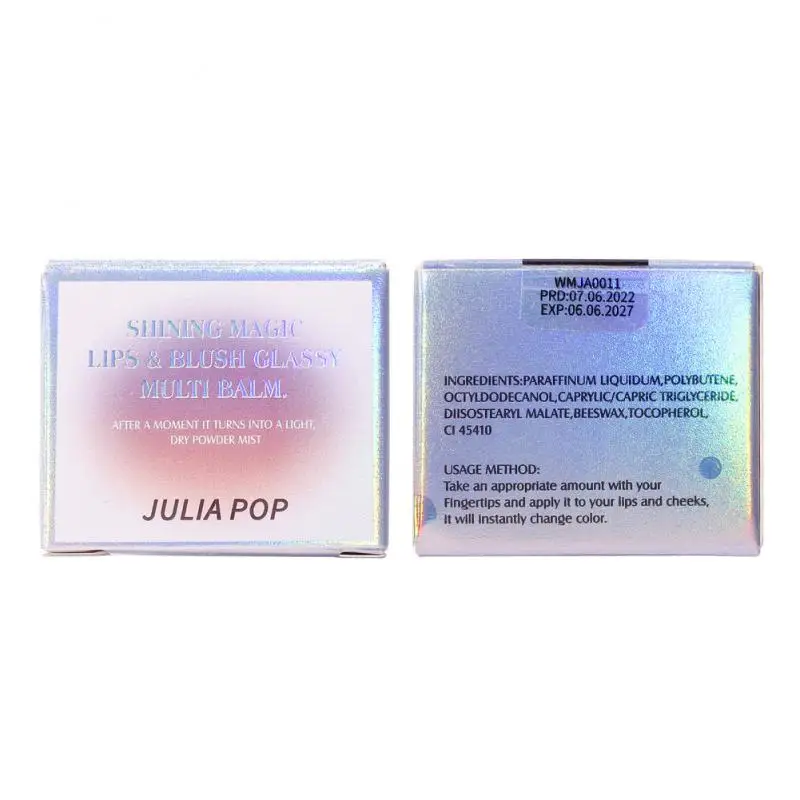 SHINING MAGIC
LIPS & BLUSH GLASSY
MULTI BALM.
AFTER A MOMENT IT TURNS INTO A LIGHT,
DRY POWDER MIST
JULIA POP
WMJA0011
PRD:07.06.2022
EXP:06.06.2027
INGREDIENTS:PARAFFINUM LIQUIDUM,POLYBUTENE,
OCTYLDODECANOL,CAPRYLIC/CAPRIC TRIGLYCERIDE,
DIISOSTEARYL MALATE,BEESWAX,TOCOPHEROL,
CI 45410
USAGE METHOD:
Take an appropriate amount with your
Fingertips and apply it to your lips and cheeks,
it will instantly change color.